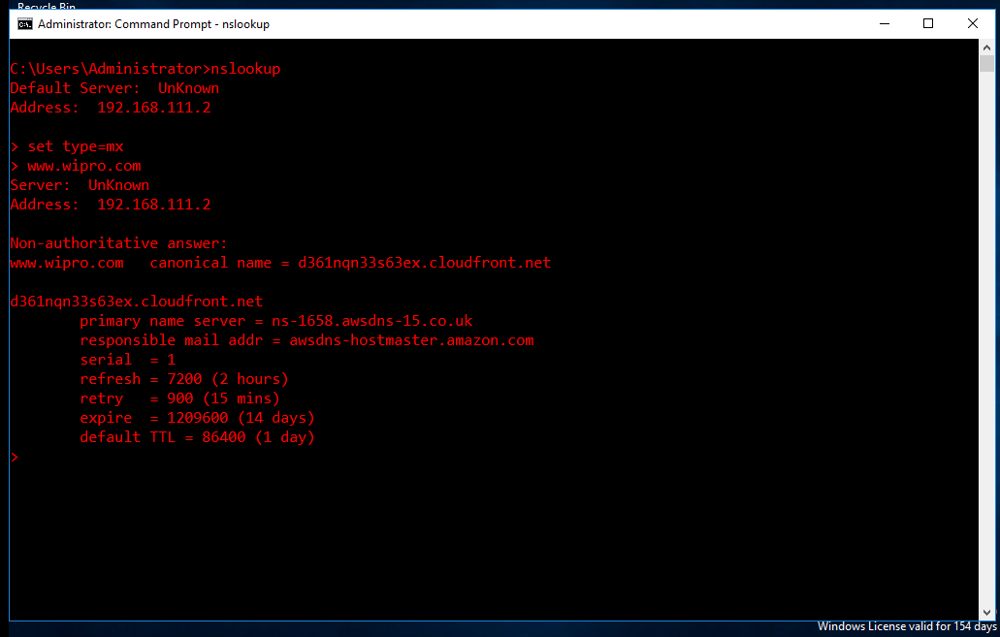 Recycle Bin
Administrator: Command Prompt - nslookup
C:\Users\Administrator>nslookup
Default Server:  UnKnown
Address:  192.168.111.2
> set type=mx
> www.wipro.com
Server:  UnKnown
Address:  192.168.111.2
Non-authoritative answer:
www.wipro.com   canonical name = d361nqn33s63ex.cloudfront.net
d361nqn33s63ex.cloudfront.net
        primary name server = ns-1658.awsdns-15.co.uk
        responsible mail addr = awsdns-hostmaster.amazon.com
        serial  = 1
        refresh = 7200 (2 hours)
        retry   = 900 (15 mins)
        expire  = 1209600 (14 days)
        default TTL = 86400 (1 day)
>
Windows License valid for 154 days